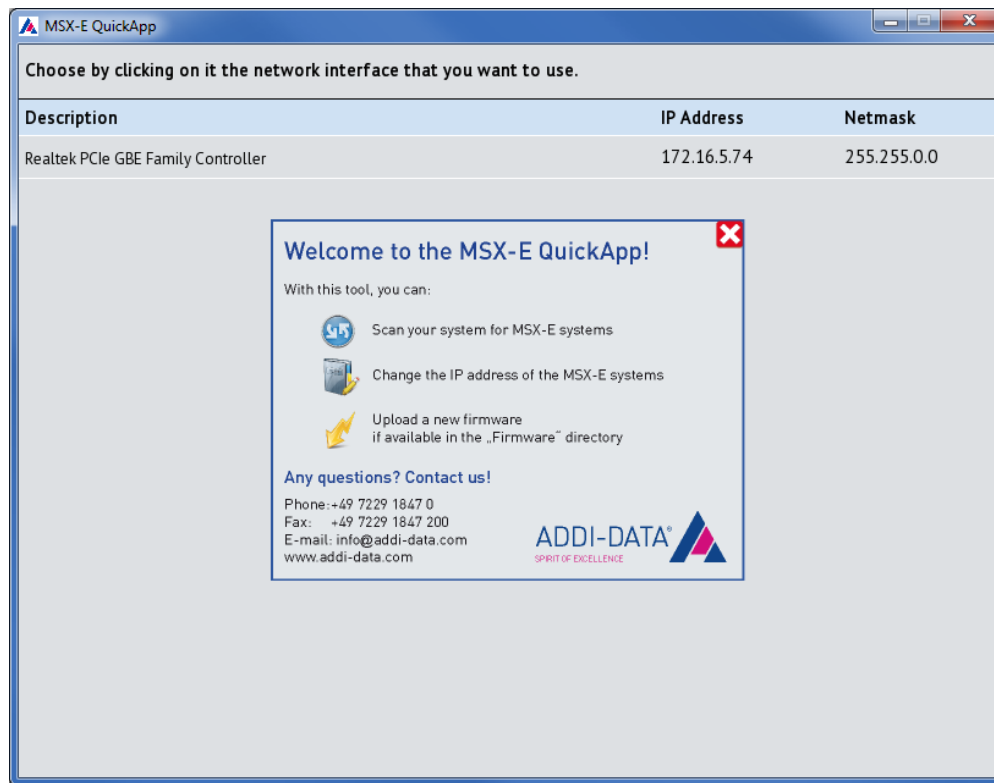 MSX-E QuickApp
Choose by clicking on it the network interface that you want to use.
Description IP Address Netmask
Realtek PCIe GBE Family Controller 172.16.5.74 255.255.0.0
Welcome to the MSX-E QuickApp!
With this tool, you can:
Scan your system for MSX-E systems
Change the IP address of the MSX-E systems
Upload a new firmware
if available in the „Firmware“ directory
Any questions? Contact us!
Phone:+49 7229 1847 0
Fax: +49 7229 1847 200
E-mail: info@addi-data.com
www.addi-data.com
ADDI-DATA®
SPIRIT OF EXCELLENCE